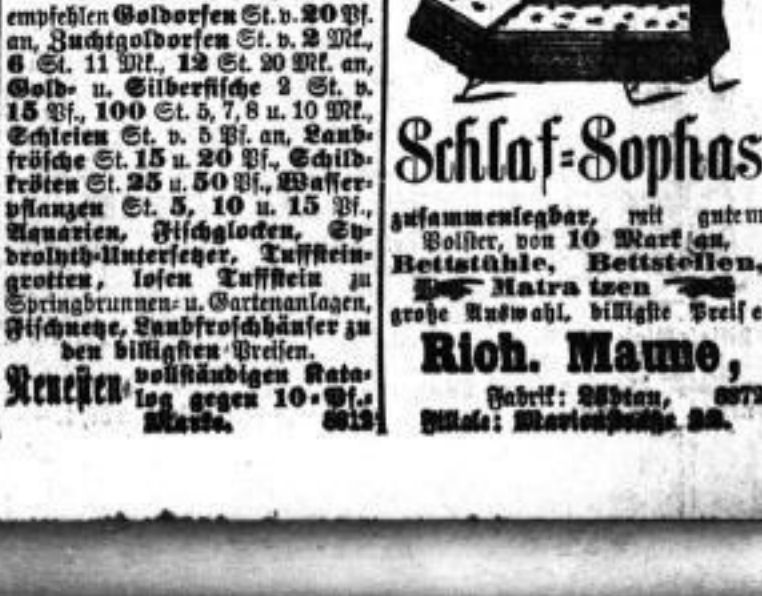 empfehlen Goldorfen St. v. 20 Pf.
an, Zuchtgoldorfen St. v. 2 Mk.,
6 St. 11 Mk., 12 St. 20 Mk. an,
Gold- u. Silberfische 2 St. v.
15 Pf., 100 St. 5, 7, 8 u. 10 Mk.,
Schleien St. v. 5 Pf. an, Laub-
frösche St. 15 u. 20 Pf., Schild-
kröten St. 25 u. 50 Pf., Wasser-
pflanzen St. 5, 10 u. 15 Pf.,
Aquarien, Fischglocken, Sy-
drolyth-Untersetzer, Tuffstein-
grotten, losen Tuffstein zu
Springbrunnen- u. Gartenanlagen,
Fischnetze, Laubfroschhäuser zu
den billigsten Preisen.
Neuesten vollständigen Kata-
log gegen 10-Pf.-
Marke.
Schlaf-Sophas
zusammenlegbar, mit gutem
Polster, von 10 Mark an,
Bettstühle, Bettstellen,
Matratzen
große Auswahl, billigste Preise
Rich. Maune,
Fabrik: Löbtau,
Filiale: Marienstraße